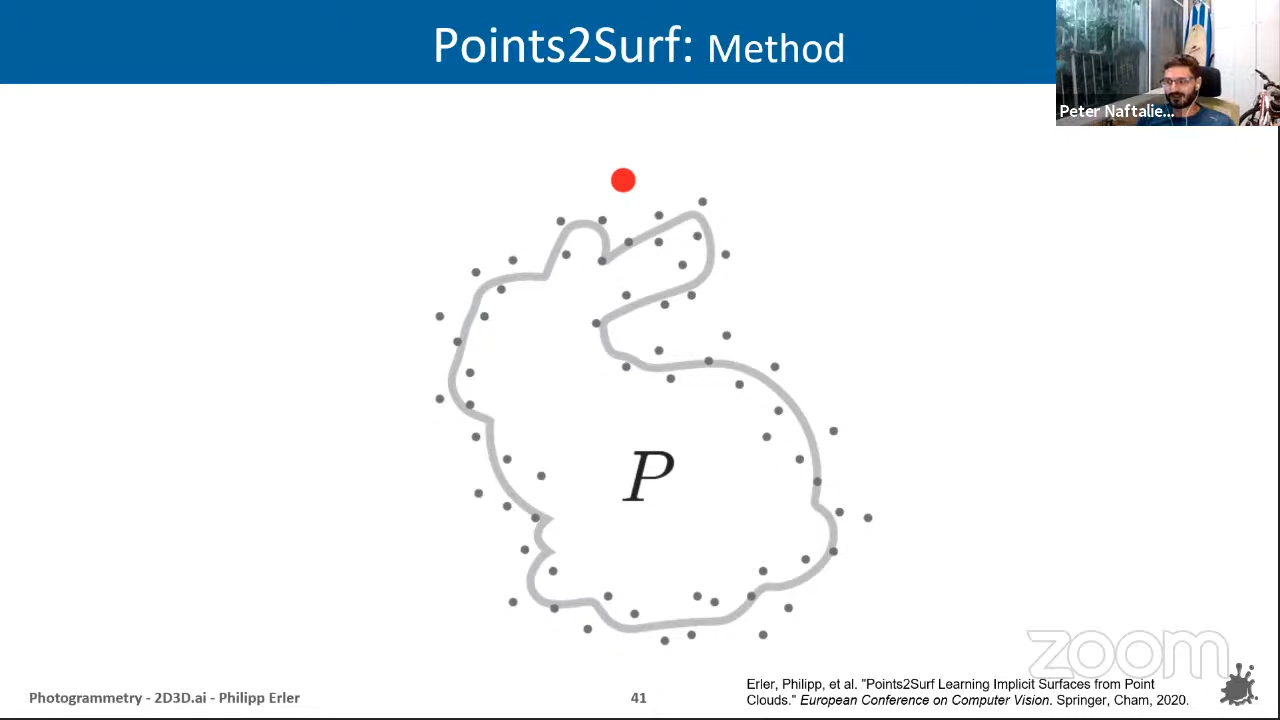 Points2Surf: Method
Peter Naftalie...
P
zoom
Photogrammetry - 2D3D.ai - Philipp Erler
41
Erler, Philipp, et al. "Points2Surf Learning Implicit Surfaces from Point
Clouds." European Conference on Computer Vision. Springer, Cham, 2020.